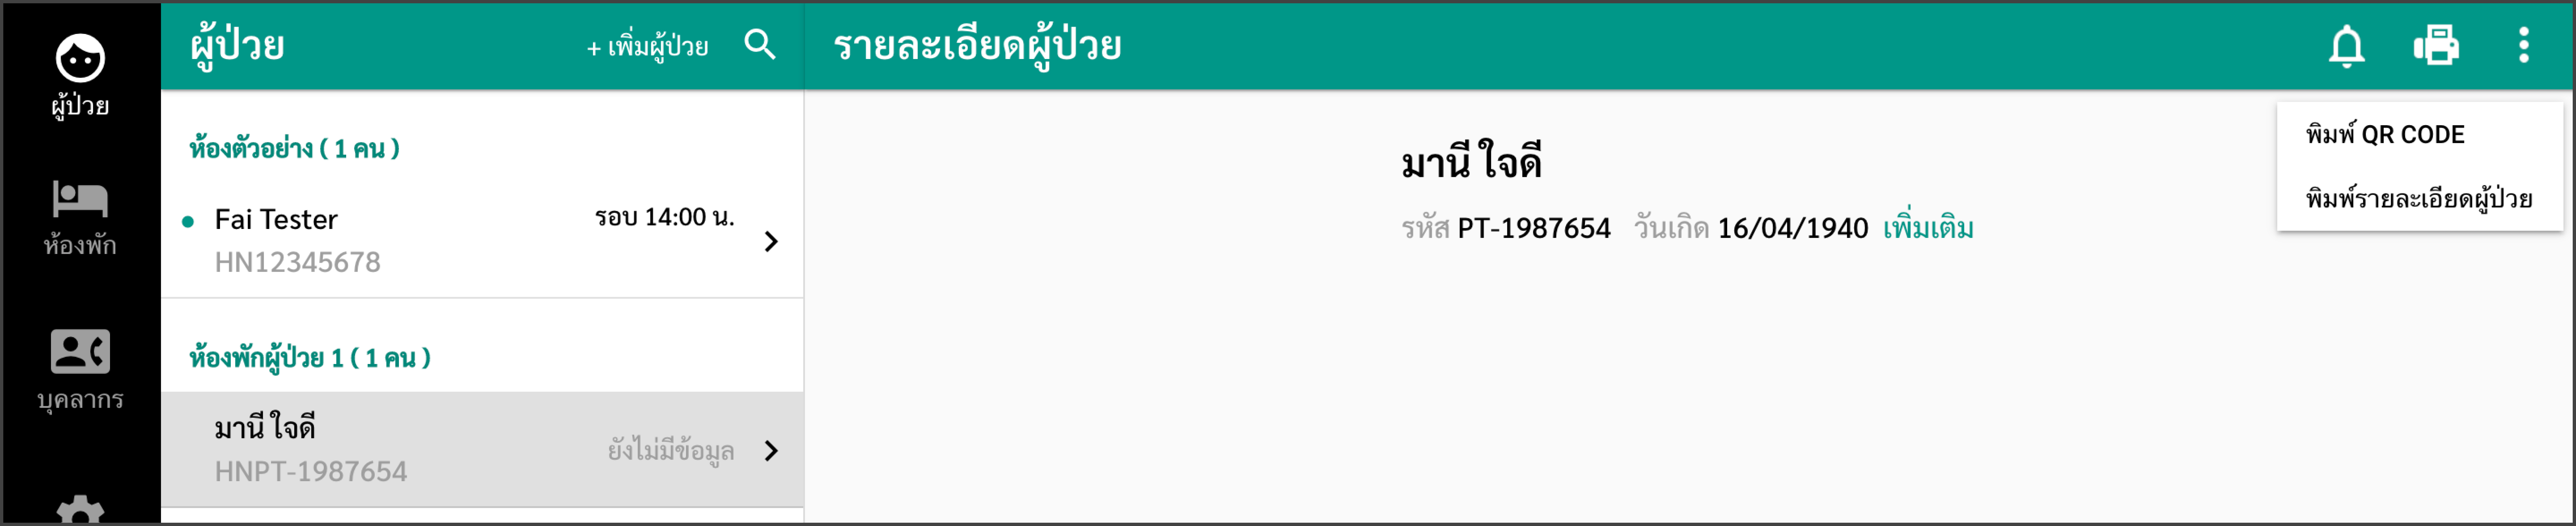 ผู้ป่วย
ห้องพัก
บุคลากร
ผู้ป่วย
+ เพิ่มผู้ป่วย
ห้องตัวอย่าง ( 1 คน )
Fai Tester
รอบ 14:00 น.
HN12345678
ห้องพักผู้ป่วย 1 ( 1 คน )
มานี ใจดี
ยังไม่มีข้อมูล
HNPT-1987654
รายละเอียดผู้ป่วย
มานี ใจดี
รหัส PT-1987654 วันเกิด 16/04/1940 เพิ่มเติม
พิมพ์ QR CODE
พิมพ์รายละเอียดผู้ป่วย